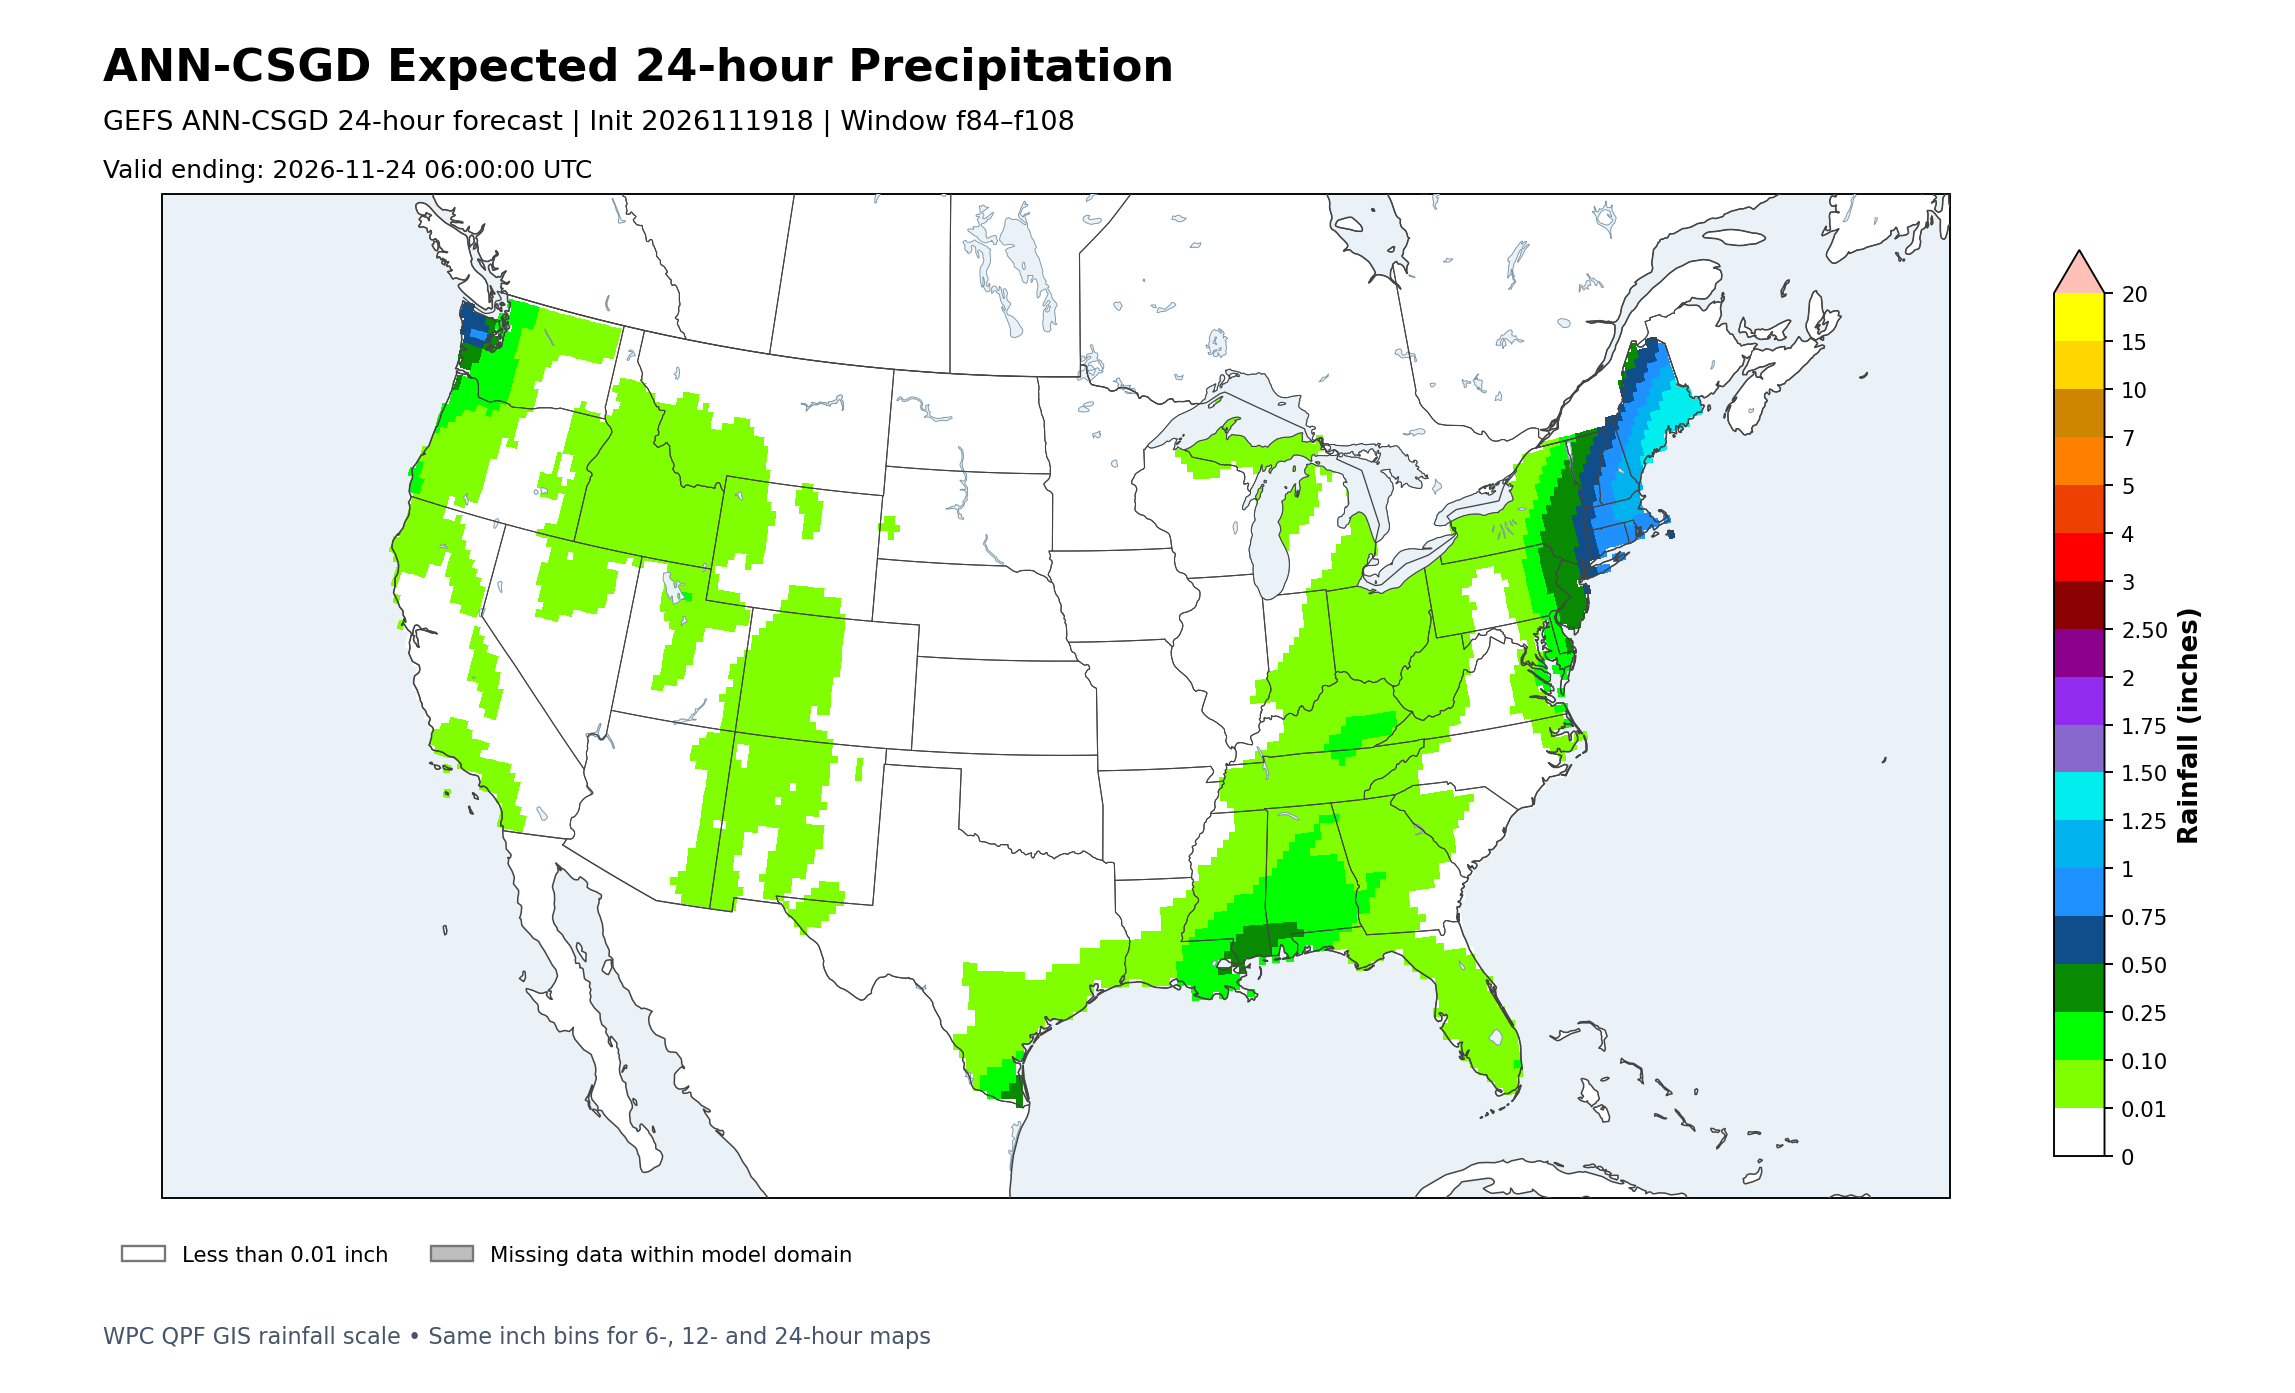 ANN-CSGD Expected 24-hour Precipitation
GEFS ANN-CSGD 24-hour forecast | Init 2026111918 | Window f84–f108
Valid ending: 2026-11-24 06:00:00 UTC
20
15
10
7
5
4
3
2.50
2
1.75
1.50
1.25
1
0.75
0.50
0.25
0.10
0.01
0
Rainfall (inches)
Less than 0.01 inch
Missing data within model domain
WPC QPF GIS rainfall scale • Same inch bins for 6-, 12- and 24-hour maps